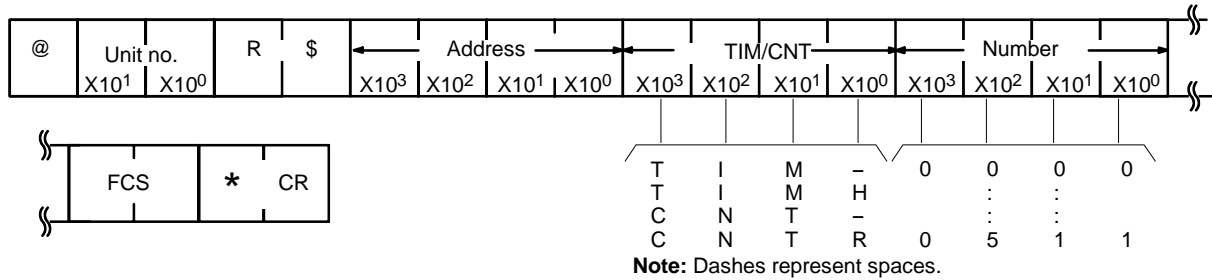 @ Unit no. R $ Address TIM/CNT Number
X10¹ X10⁰ X10³ X10² X10¹ X10⁰ X10³ X10² X10¹ X10⁰ X10³ X10² X10¹ X10⁰
FCS * CR
T I M – 0 0 0 0
T I M H : :
C N T – : :
C N T R 0 5 1 1
Note: Dashes represent spaces.